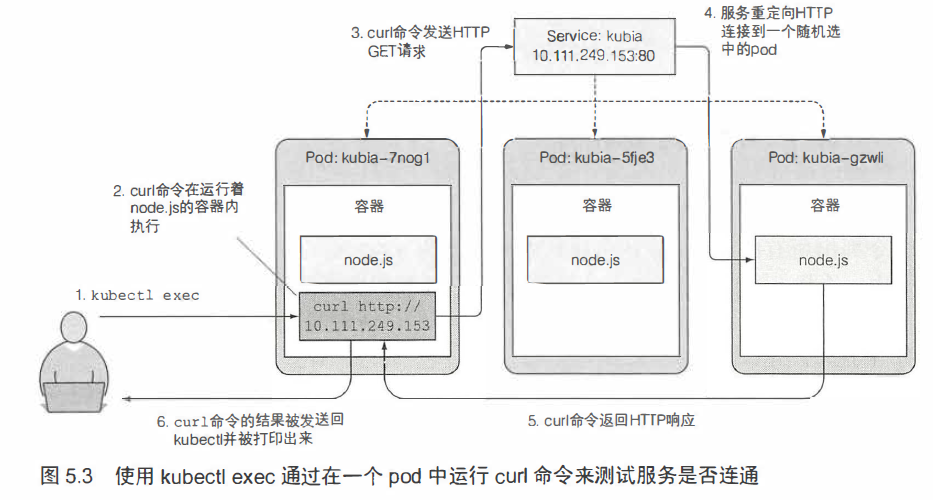 3. curl命令发送HTTP
GET请求
Service: kubia
10.111.249.153:80
4. 服务重定向HTTP
连接到一个随机选
中的pod
Pod: kubia-7nog1
Pod: kubia-5fje3
Pod: kubia-gzwli
2. curl命令在运行着
node.js的容器内
执行
容器
容器
容器
node.js
node.js
node.js
1. kubectl exec
curl http://
10.111.249.153
6. curl命令的结果被发送回
kubectl并被打印出来
5. curl命令返回HTTP响应
图 5.3 使用 kubectl exec 通过在一个 pod 中运行 curl 命令来测试服务是否连通